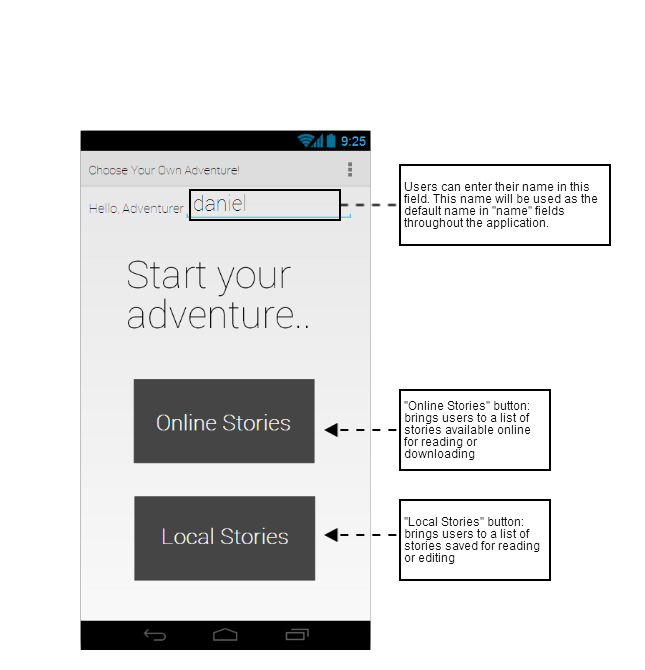 9:25
Choose Your Own Adventure!
Hello, Adventurer daniel
Users can enter their name in this
field. This name will be used as the
default name in "name" fields
throughout the application.
Start your
adventure..
Online Stories
"Online Stories" button:
brings users to a list of
stories available online
for reading or
downloading
Local Stories
"Local Stories" button:
brings users to a list of
stories saved for reading
or editing